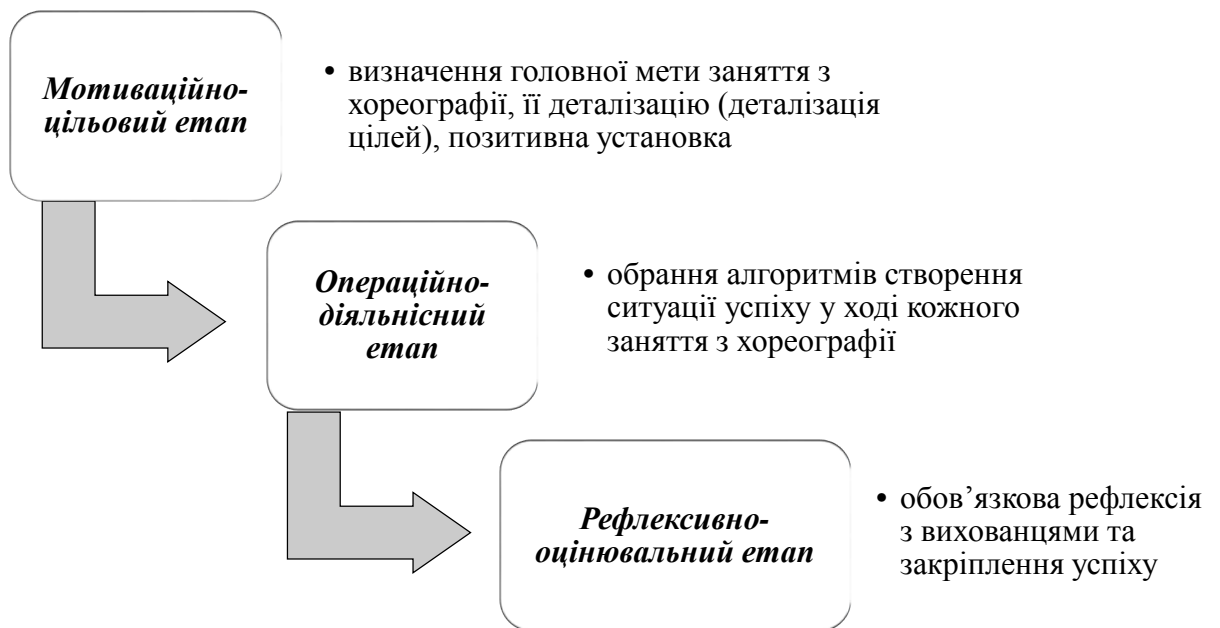 Мотиваційно-
цільовий етап
• визначення головної мети заняття з
хореографії, її деталізацію (деталізація
цілей), позитивна установка
Операційно-
діяльнісний
етап
• обрання алгоритмів створення
ситуації успіху у ході кожного
заняття з хореографії
Рефлексивно-
оцінювальний етап
• обов’язкова рефлексія
з вихованцями та
закріплення успіху